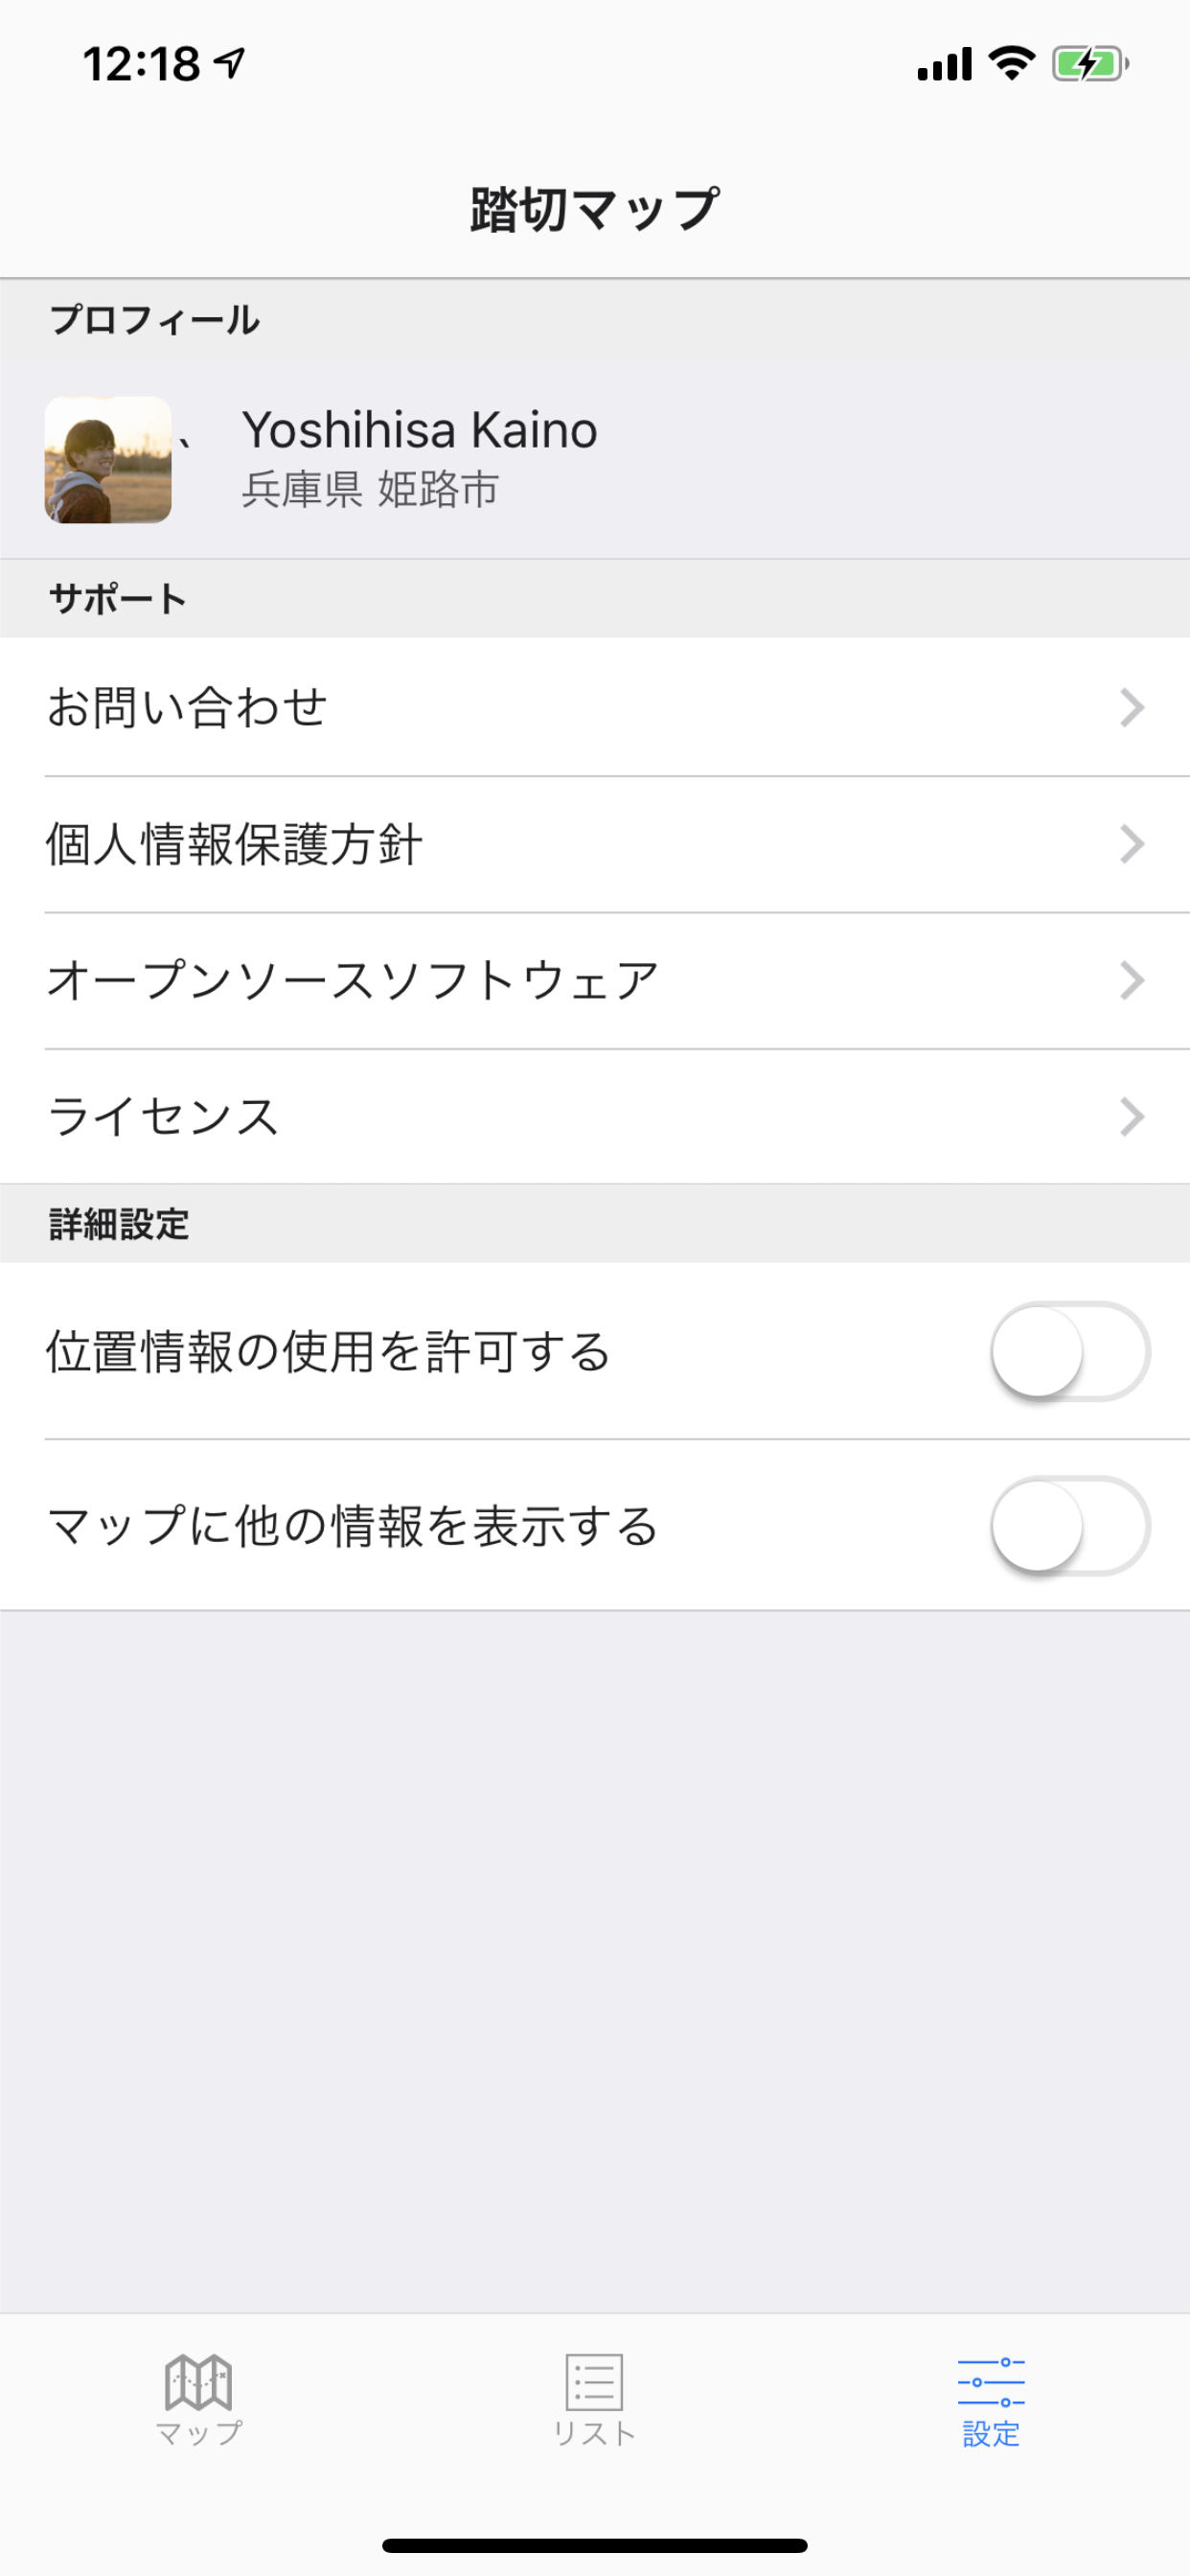 12:18
踏切マップ
プロフィール
、
Yoshihisa Kaino
兵庫県 姫路市
サポート
お問い合わせ
個人情報保護方針
オープンソースソフトウェア
ライセンス
詳細設定
位置情報の使用を許可する
マップに他の情報を表示する
マップ
リスト
設定